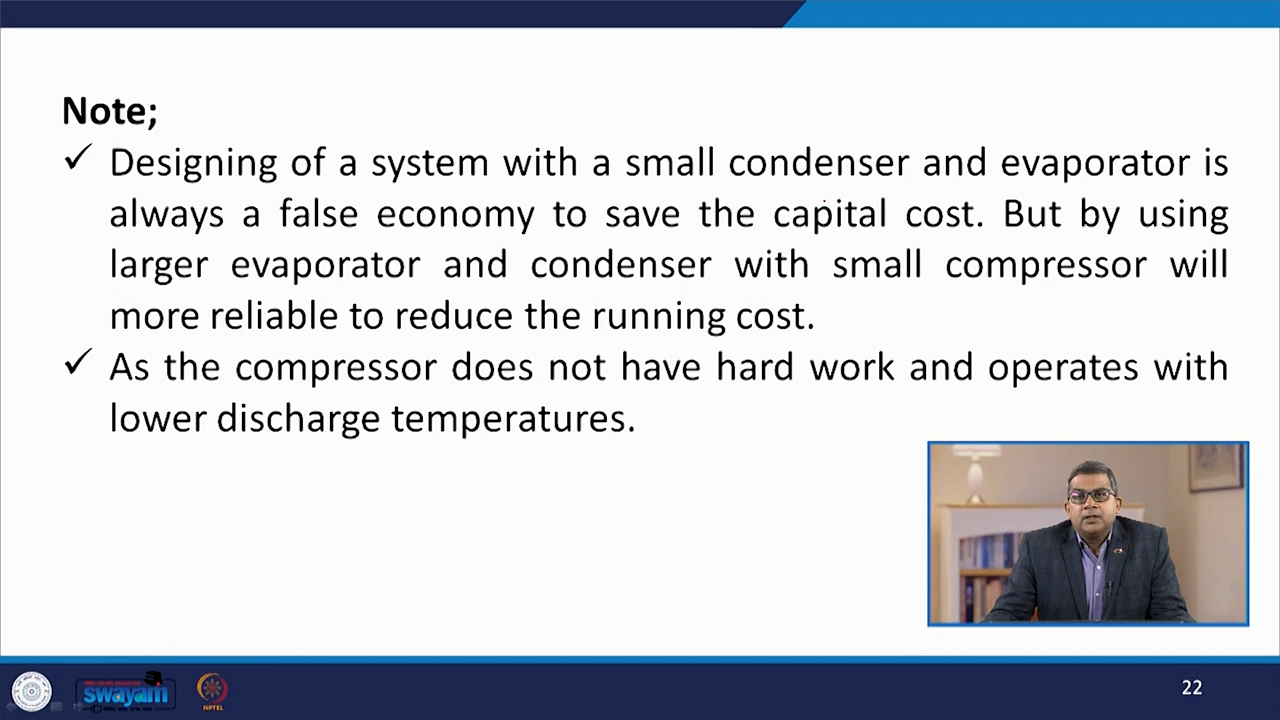 Note;
✓ Designing of a system with a small condenser and evaporator is
always a false economy to save the capital cost. But by using
larger evaporator and condenser with small compressor will
more reliable to reduce the running cost.
✓ As the compressor does not have hard work and operates with
lower discharge temperatures.
swayam
NPTEL
22